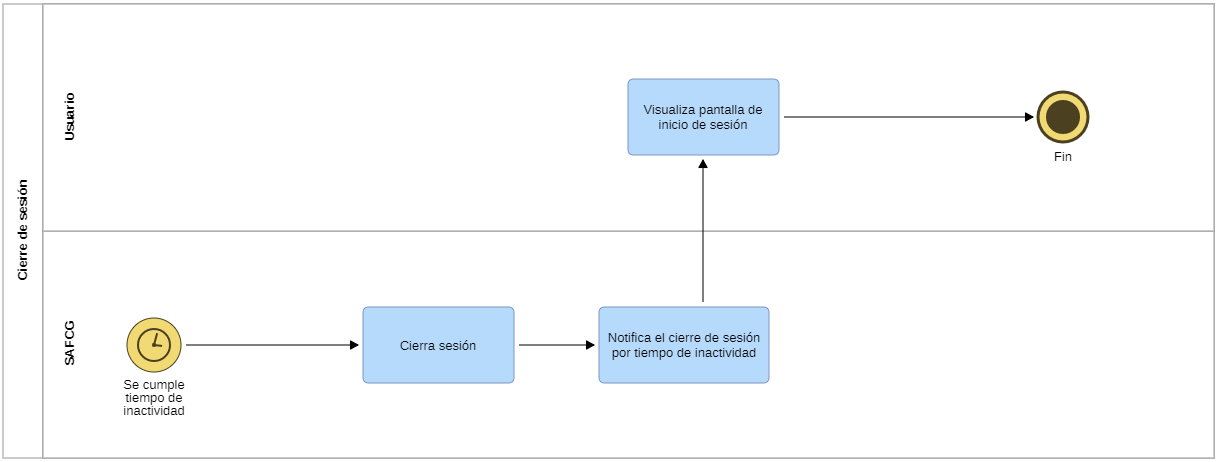 Cierre de sesión
Usuario
Visualiza pantalla de
inicio de sesión
Fin
SAFCG
Se cumple
tiempo de
inactividad
Cierra sesión
Notifica el cierre de sesión
por tiempo de inactividad